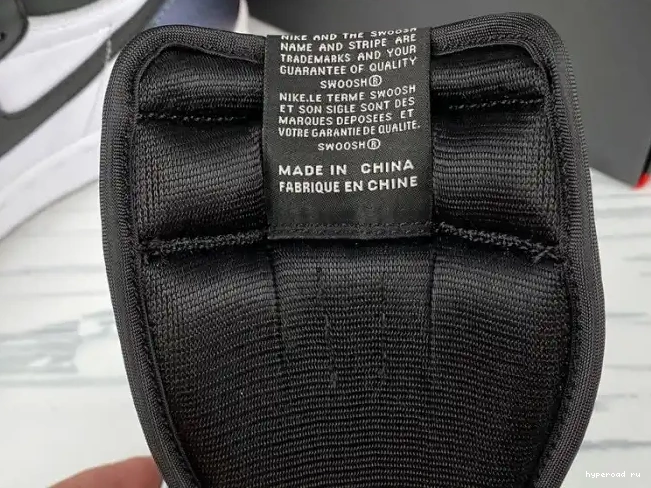 NIKE AND THE SWOOSH
NAME AND STRIPE ARE
TRADEMARKS AND YOUR
GUARANTEE OF QUALITY
SWOOSH®
NIKE.LE TERME SWOOSH
ET SON SIGLE SONT DES
MARQUES DEPOSEES ET
VOTRE GARANTIE DE QUALITE.
SWOOSH®
MADE IN CHINA
FABRIQUE EN CHINE
hyperoad ru